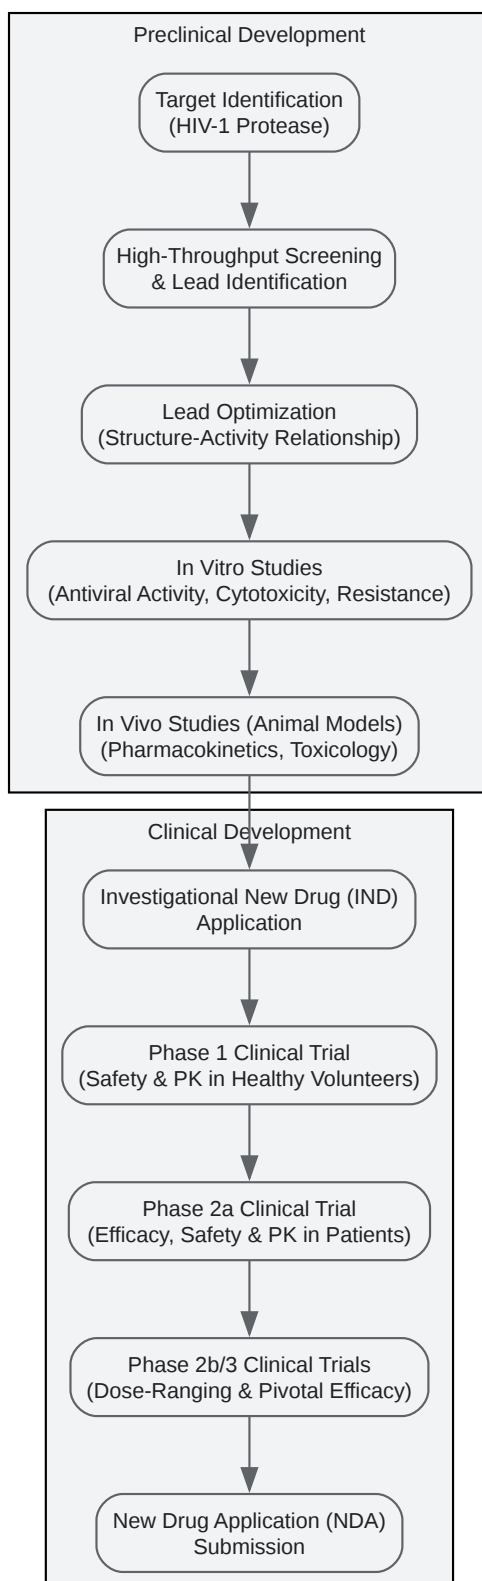 Preclinical Development
Target Identification
(HIV-1 Protease)
High-Throughput Screening
& Lead Identification
Lead Optimization
(Structure-Activity Relationship)
In Vitro Studies
(Antiviral Activity, Cytotoxicity, Resistance)
In Vivo Studies (Animal Models)
(Pharmacokinetics, Toxicology)
Clinical Development
Investigational New Drug (IND)
Application
Phase 1 Clinical Trial
(Safety & PK in Healthy Volunteers)
Phase 2a Clinical Trial
(Efficacy, Safety & PK in Patients)
Phase 2b/3 Clinical Trials
(Dose-Ranging & Pivotal Efficacy)
New Drug Application (NDA)
Submission